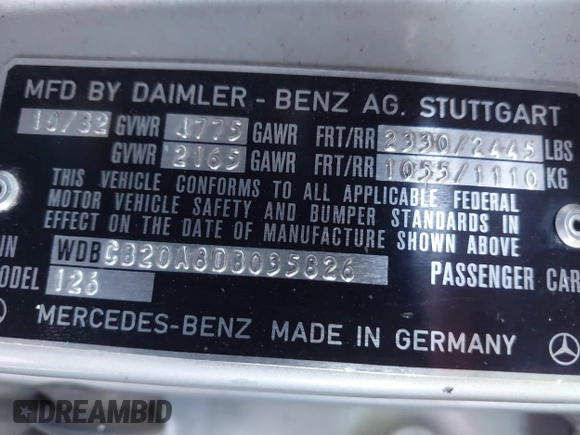 MFD BY DAIMLER - BENZ AG. STUTTGART
10/82 GVWR 4775 GAWR FRT/RR 2330/2445 LBS
GVWR 2165 GAWR FRT/RR 1055/1110 KG
THIS VEHICLE CONFORMS TO ALL APPLICABLE FEDERAL
MOTOR VEHICLE SAFETY AND BUMPER STANDARDS IN
EFFECT ON THE DATE OF MANUFACTURE SHOWN ABOVE
IN WDBCB20A8DB035826
MODEL 126 PASSENGER CAR
MERCEDES-BENZ MADE IN GERMANY
DREAMBID